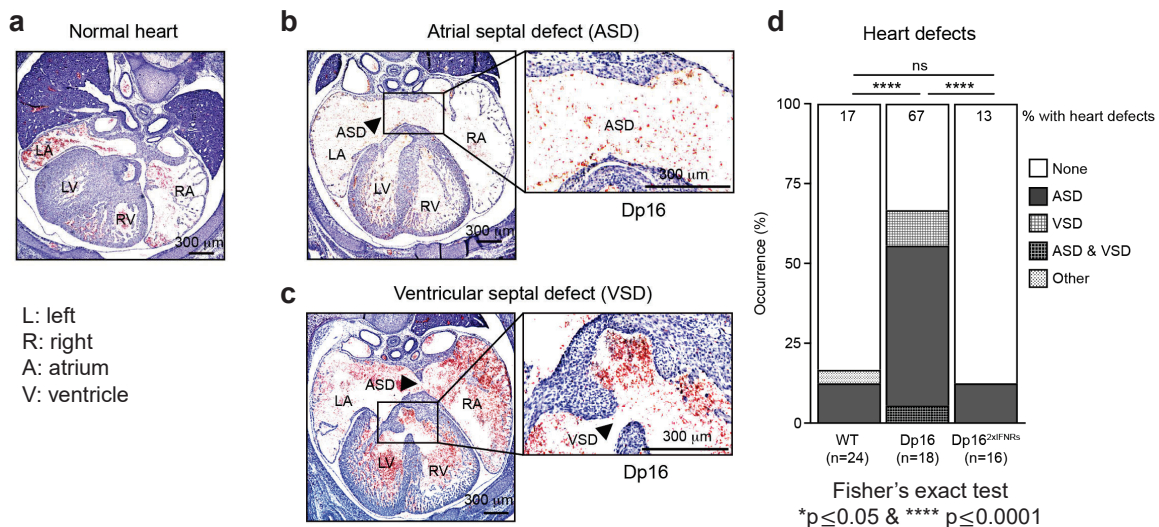 a
Normal heart
LA
LV
RA
RV
300 μm
L: left
R: right
A: atrium
V: ventricle
b
Atrial septal defect (ASD)
ASD
LA
RA
LV
RV
300 μm
ASD
300 μm
Dp16
c
Ventricular septal defect (VSD)
ASD
LA
RA
LV
RV
300 μm
VSD
300 μm
Dp16
d
Heart defects
ns
**** ****
100
75
50
25
0
Occurrence (%)
17 67 13 % with heart defects
None
ASD
VSD
ASD & VSD
Other
WT Dp16 Dp16²ˣᴵᶠᴺᴿˢ
(n=24) (n=18) (n=16)
Fisher's exact test
*p≤0.05 & **** p≤0.0001